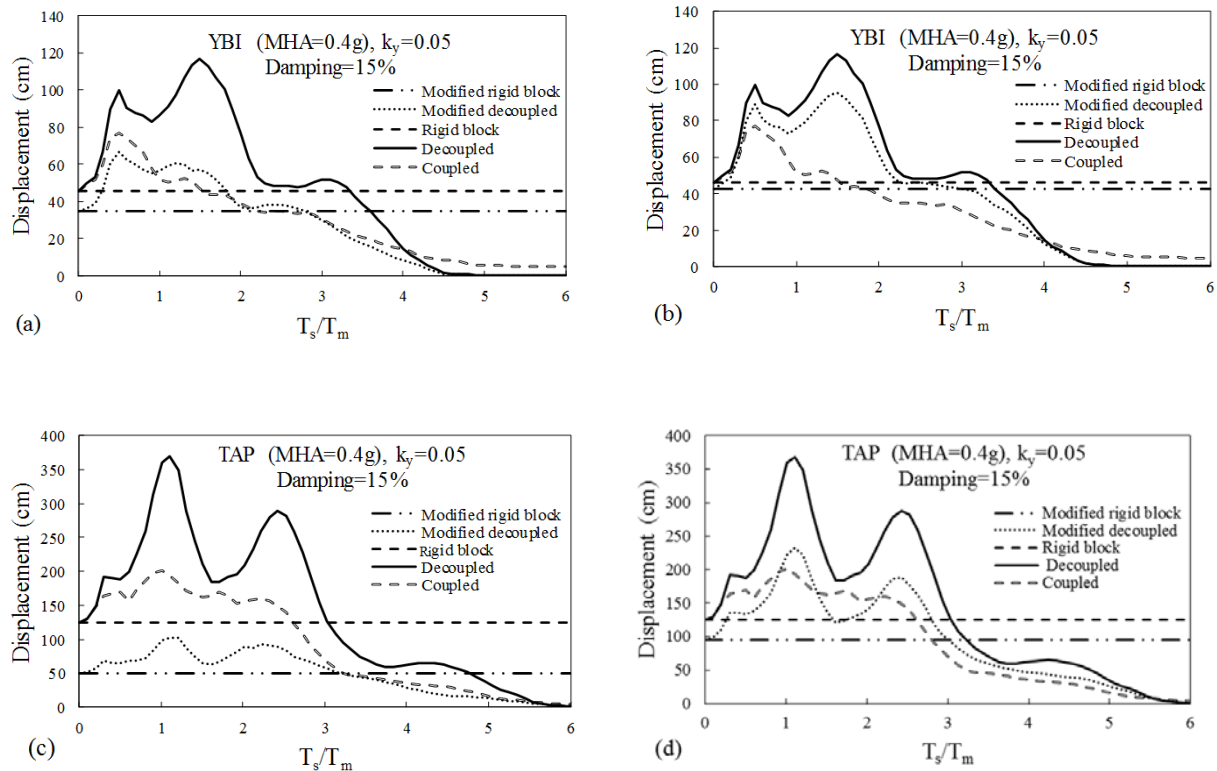 YBI (MHA=0.4g), ky=0.05
Damping=15%
Modified rigid block
Modified decoupled
Rigid block
Decoupled
Coupled
Displacement (cm)
140
120
100
80
60
40
20
0
0 1 2 3 4 5 6
Ts/Tm
(a)
YBI (MHA=0.4g), ky=0.05
Damping=15%
Modified rigid block
Modified decoupled
Rigid block
Decoupled
Coupled
Displacement (cm)
140
120
100
80
60
40
20
0
0 1 2 3 4 5 6
Ts/Tm
(b)
TAP (MHA=0.4g), ky=0.05
Damping=15%
Modified rigid block
Modified decoupled
Rigid block
Decoupled
Coupled
Displacement (cm)
400
350
300
250
200
150
100
50
0
0 1 2 3 4 5 6
Ts/Tm
(c)
TAP (MHA=0.4g), ky=0.05
Damping=15%
Modified rigid block
Modified decoupled
Rigid block
Decoupled
Coupled
Displacement (cm)
400
350
300
250
200
150
100
50
0
0 1 2 3 4 5 6
Ts/Tm
(d)